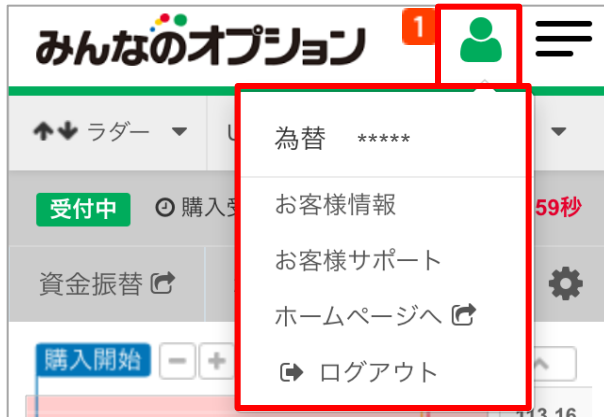 みんなのオプション
1
ラダー
為替 *****
受付中
購入受
59秒
お客様情報
お客様サポート
資金振替
ホームページへ
ログアウト
購入開始
113.16